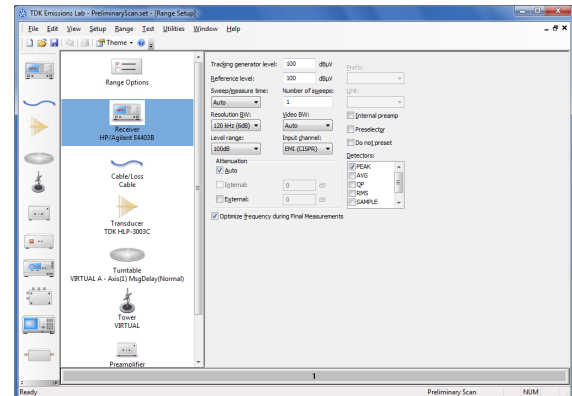 TDK Emissions Lab - PreliminaryScan.set - [Range Setup]
File Edit View Setup Range Test Utilities Window Help
Theme
Range Options
Receiver
HP/Agilent E4403B
Cable/Loss
Cable
Transducer
TDK HLP-3003C
Turntable
VIRTUAL A - Axis(1) MsgDelay(Normal)
Tower
VIRTUAL
Preamplifier
Tracking generator level: 100 dBµV
Prefix:
Reference level: 100 dBµV
Sweep/measure time: Number of sweeps: Unit:
Auto 1
Resolution BW: Video BW:
120 kHz (6dB) Auto
Internal preamp
Preselector
Level range: Input channel:
100dB EMI (CISPR)
Do not preset
Attenuation
Auto
Internal: 0 dB
External: 0 dB
Detectors:
PEAK
AVG
QP
RMS
SAMPLE
Optimize frequency during Final Measurements
1
Ready Preliminary Scan NUM